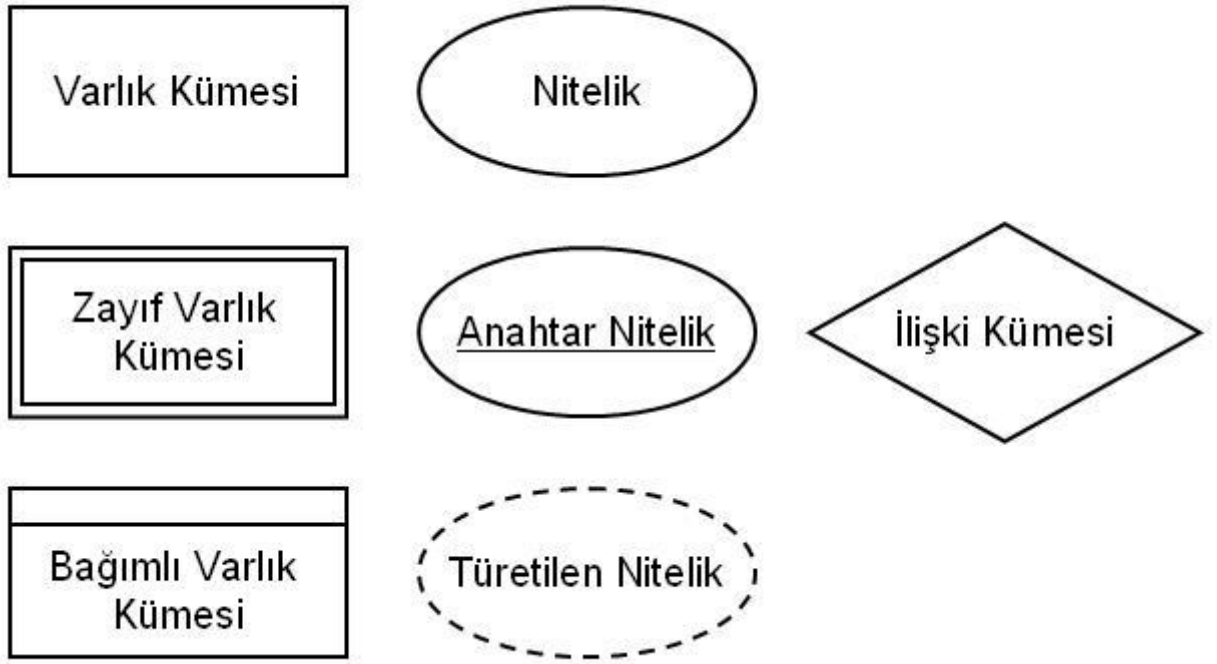 Varlık Kümesi
Nitelik
Zayıf Varlık
Kümesi
Anahtar Nitelik
İlişki Kümesi
Bağımlı Varlık
Kümesi
Türetilen Nitelik